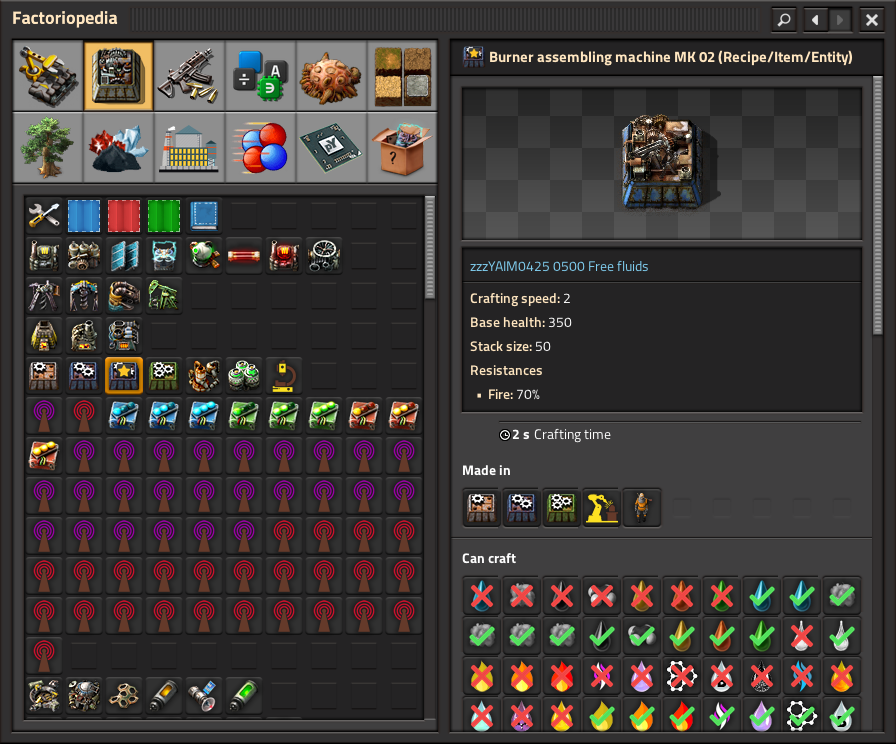 Factoriopedia
Burner assembling machine MK 02 (Recipe/Item/Entity)
zzzYAIM0425 0500 Free fluids
Crafting speed: 2
Base health: 350
Stack size: 50
Resistances
▪ Fire: 70%
2 s Crafting time
Made in
Can craft